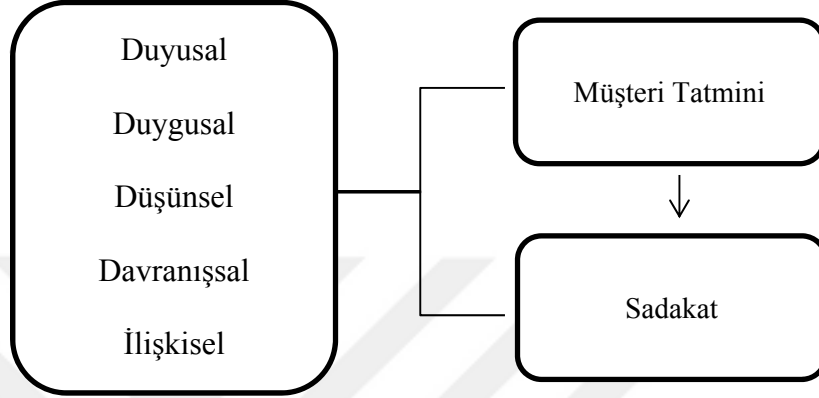 Duyusal
Duygusal
Düşünsel
Davranışsal
İlişkisel
Müşteri Tatmini
Sadakat